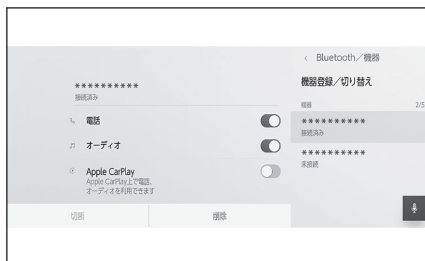 **********
接続済み
電話
オーディオ
Apple CarPlay
Apple CarPlay上で電話、
オーディオを利用できます
切断
削除
Bluetooth／機器
機器登録／切り替え
機器
2/5
**********
接続済み
**********
未接続